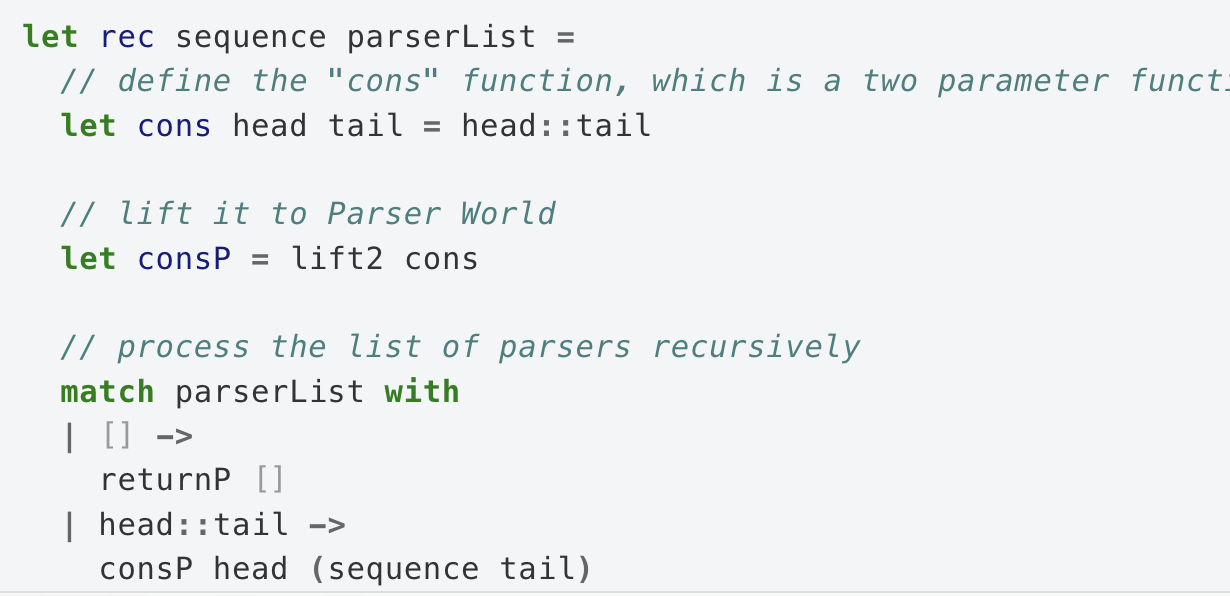 let rec sequence parserList =
  // define the "cons" function, which is a two parameter
  let cons head tail = head::tail

  // lift it to Parser World
  let consP = lift2 cons

  // process the list of parsers recursively
  match parserList with
  | [] ->
    returnP []
  | head::tail ->
    consP head (sequence tail)